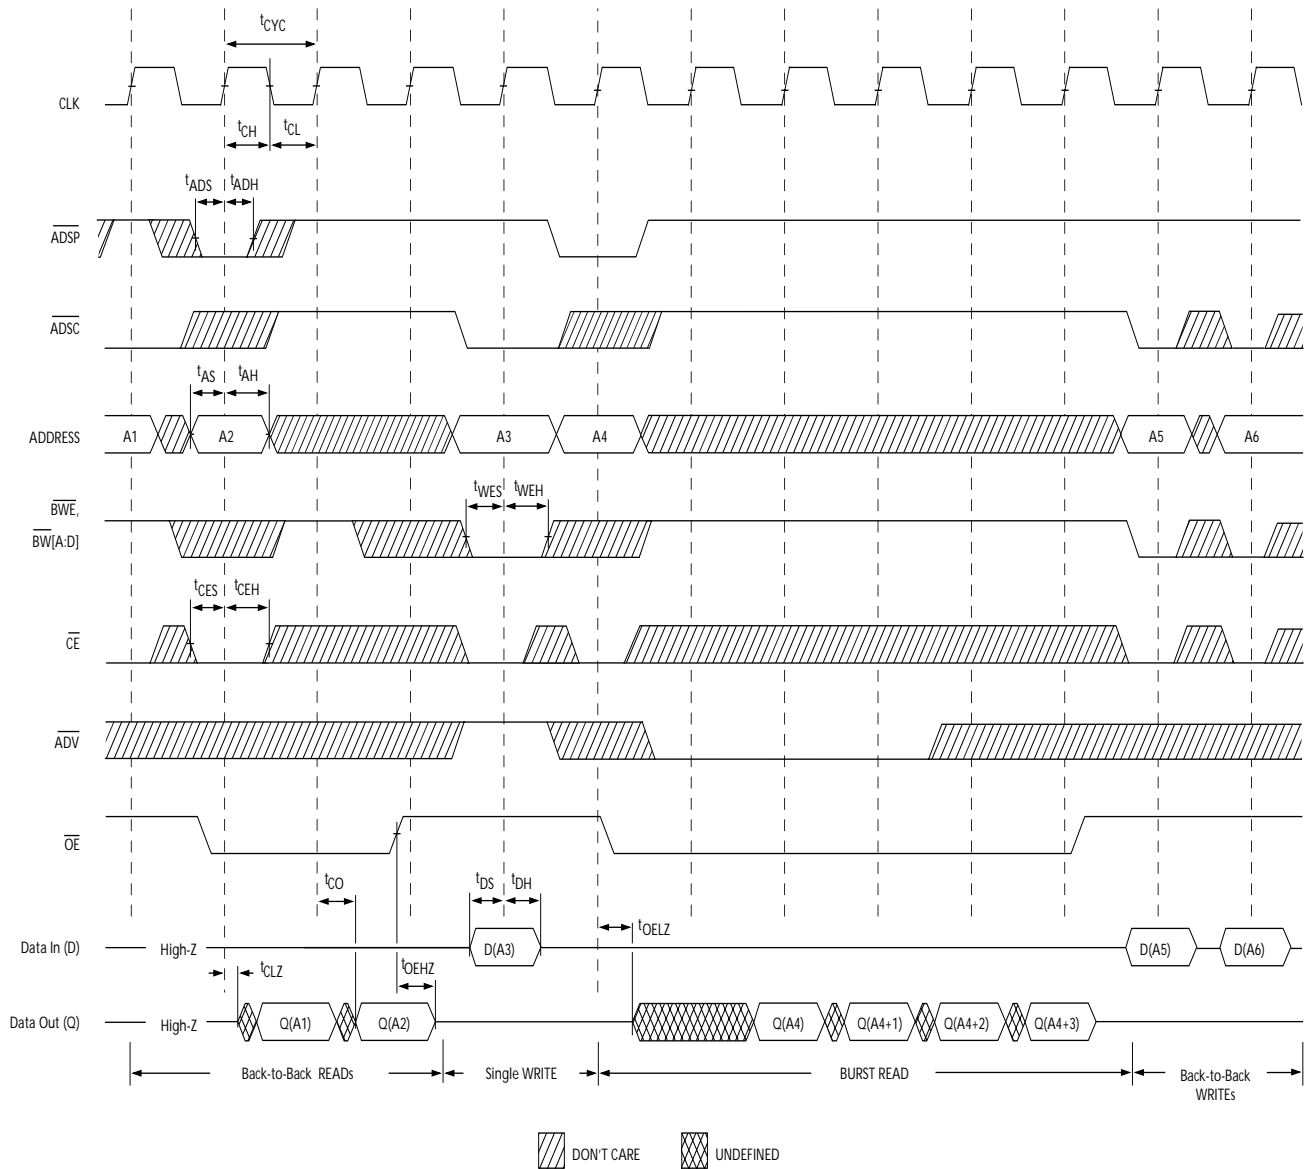 tCYC
CLK
tCH
tCL
tADS
tADH
ADSP
ADSC
tAS
tAH
ADDRESS
A1
A2
A3
A4
A5
A6
tWES
tWEH
BWE,
BW[A:D]
tCES
tCEH
CE
ADV
OE
tCO
tDS
tDH
tOELZ
Data In (D)
High-Z
D(A3)
D(A5)
D(A6)
tCLZ
tOEHZ
Data Out (Q)
High-Z
Q(A1)
Q(A2)
Q(A4)
Q(A4+1)
Q(A4+2)
Q(A4+3)
Back-to-Back READs
Single WRITE
BURST READ
Back-to-Back
WRITEs
DON'T CARE
UNDEFINED